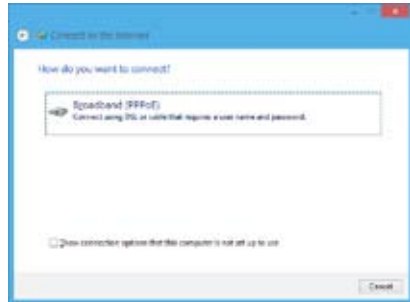 Connect to the Internet
How do you want to connect?
Broadband (PPPoE)
Connect using DSL or cable that requires a user name and password.
Show connection options that this computer is not set up to use
Cancel